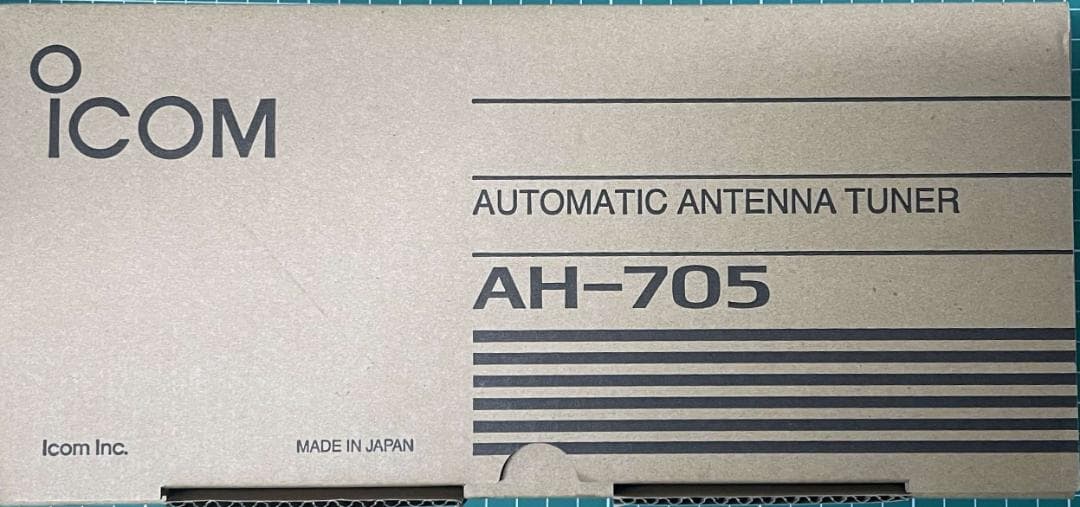 ICOM
AUTOMATIC ANTENNA TUNER
AH-705
Icom Inc.
MADE IN JAPAN